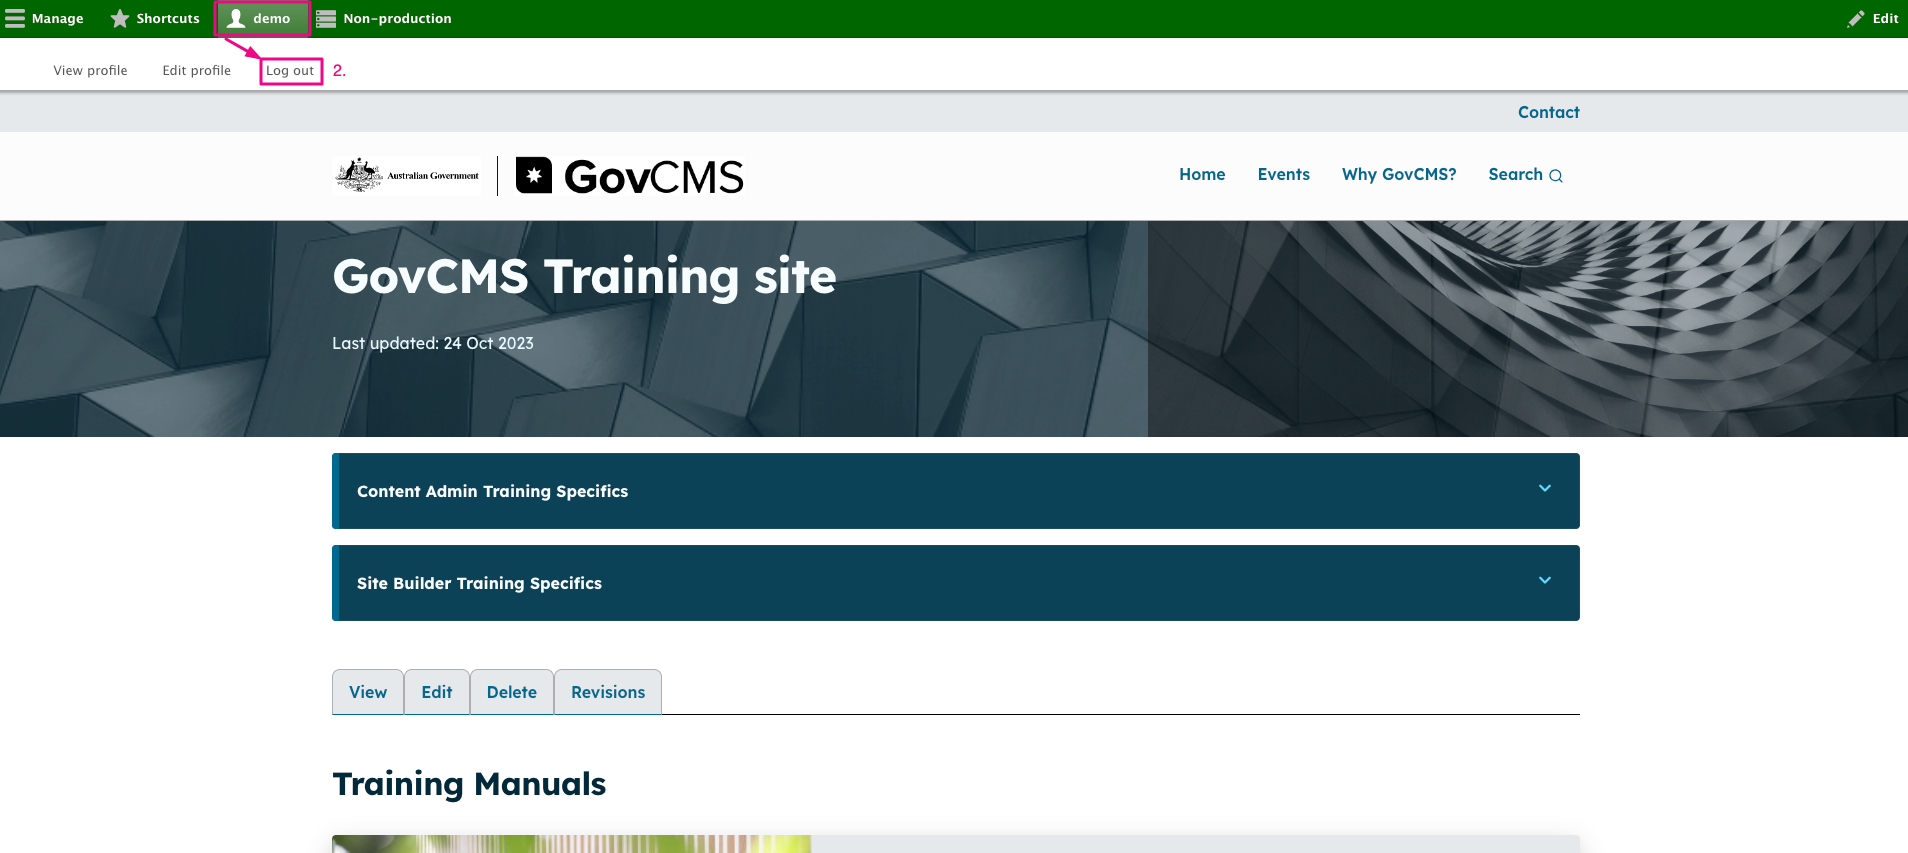 Manage Shortcuts demo Non-production Edit
View profile Edit profile Log out 2.
Contact
Australian Government GovCMS Home Events Why GovCMS? Search
GovCMS Training site
Last updated: 24 Oct 2023
Content Admin Training Specifics
Site Builder Training Specifics
View Edit Delete Revisions
Training Manuals